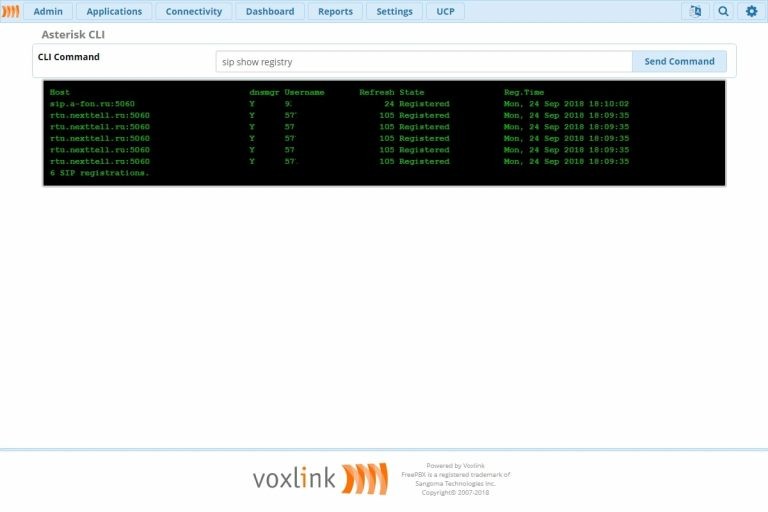 Admin Applications Connectivity Dashboard Reports Settings UCP
Asterisk CLI
CLI Command sip show registry Send Command
Host dnsmgr Username Refresh State Reg.Time
sip.a-fon.ru:5060 Y 9 24 Registered Mon, 24 Sep 2018 18:10:02
rtu.nexttell.ru:5060 Y 57 105 Registered Mon, 24 Sep 2018 18:09:35
rtu.nexttell.ru:5060 Y 57 105 Registered Mon, 24 Sep 2018 18:09:35
rtu.nexttell.ru:5060 Y 57 105 Registered Mon, 24 Sep 2018 18:09:35
rtu.nexttell.ru:5060 Y 57 105 Registered Mon, 24 Sep 2018 18:09:35
rtu.nexttell.ru:5060 Y 57 105 Registered Mon, 24 Sep 2018 18:09:35
6 SIP registrations.
voxlink
Powered by Voxlink
FreePBX is a registered trademark of
Sangoma Technologies Inc.
Copyright© 2007-2018